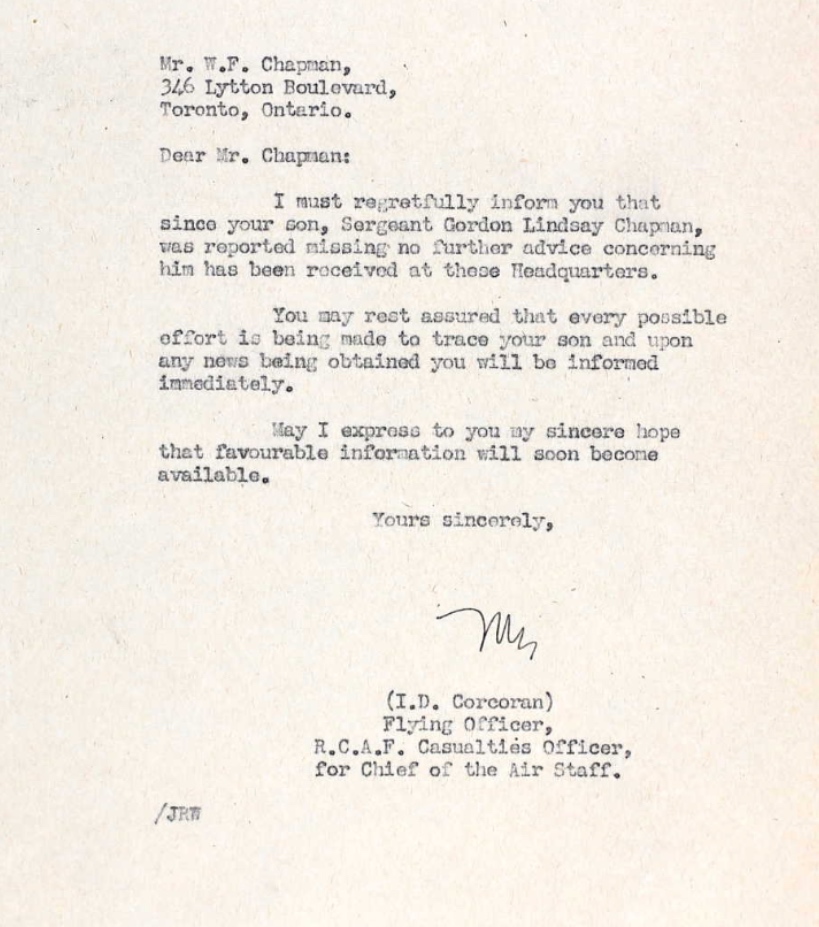 Mr. W.F. Chapman,
346 Lytton Boulevard,
Toronto, Ontario.
Dear Mr. Chapman:
I must regretfully inform you that
since your son, Sergeant Gordon Lindsay Chapman,
was reported missing no further advice concerning
him has been received at these Headquarters.
You may rest assured that every possible
effort is being made to trace your son and upon
any news being obtained you will be informed
immediately.
May I express to you my sincere hope
that favourable information will soon become
available.
Yours sincerely,
(I.D. Corcoran)
Flying Officer,
R.C.A.F. Casualties Officer,
for Chief of the Air Staff.
/JRW